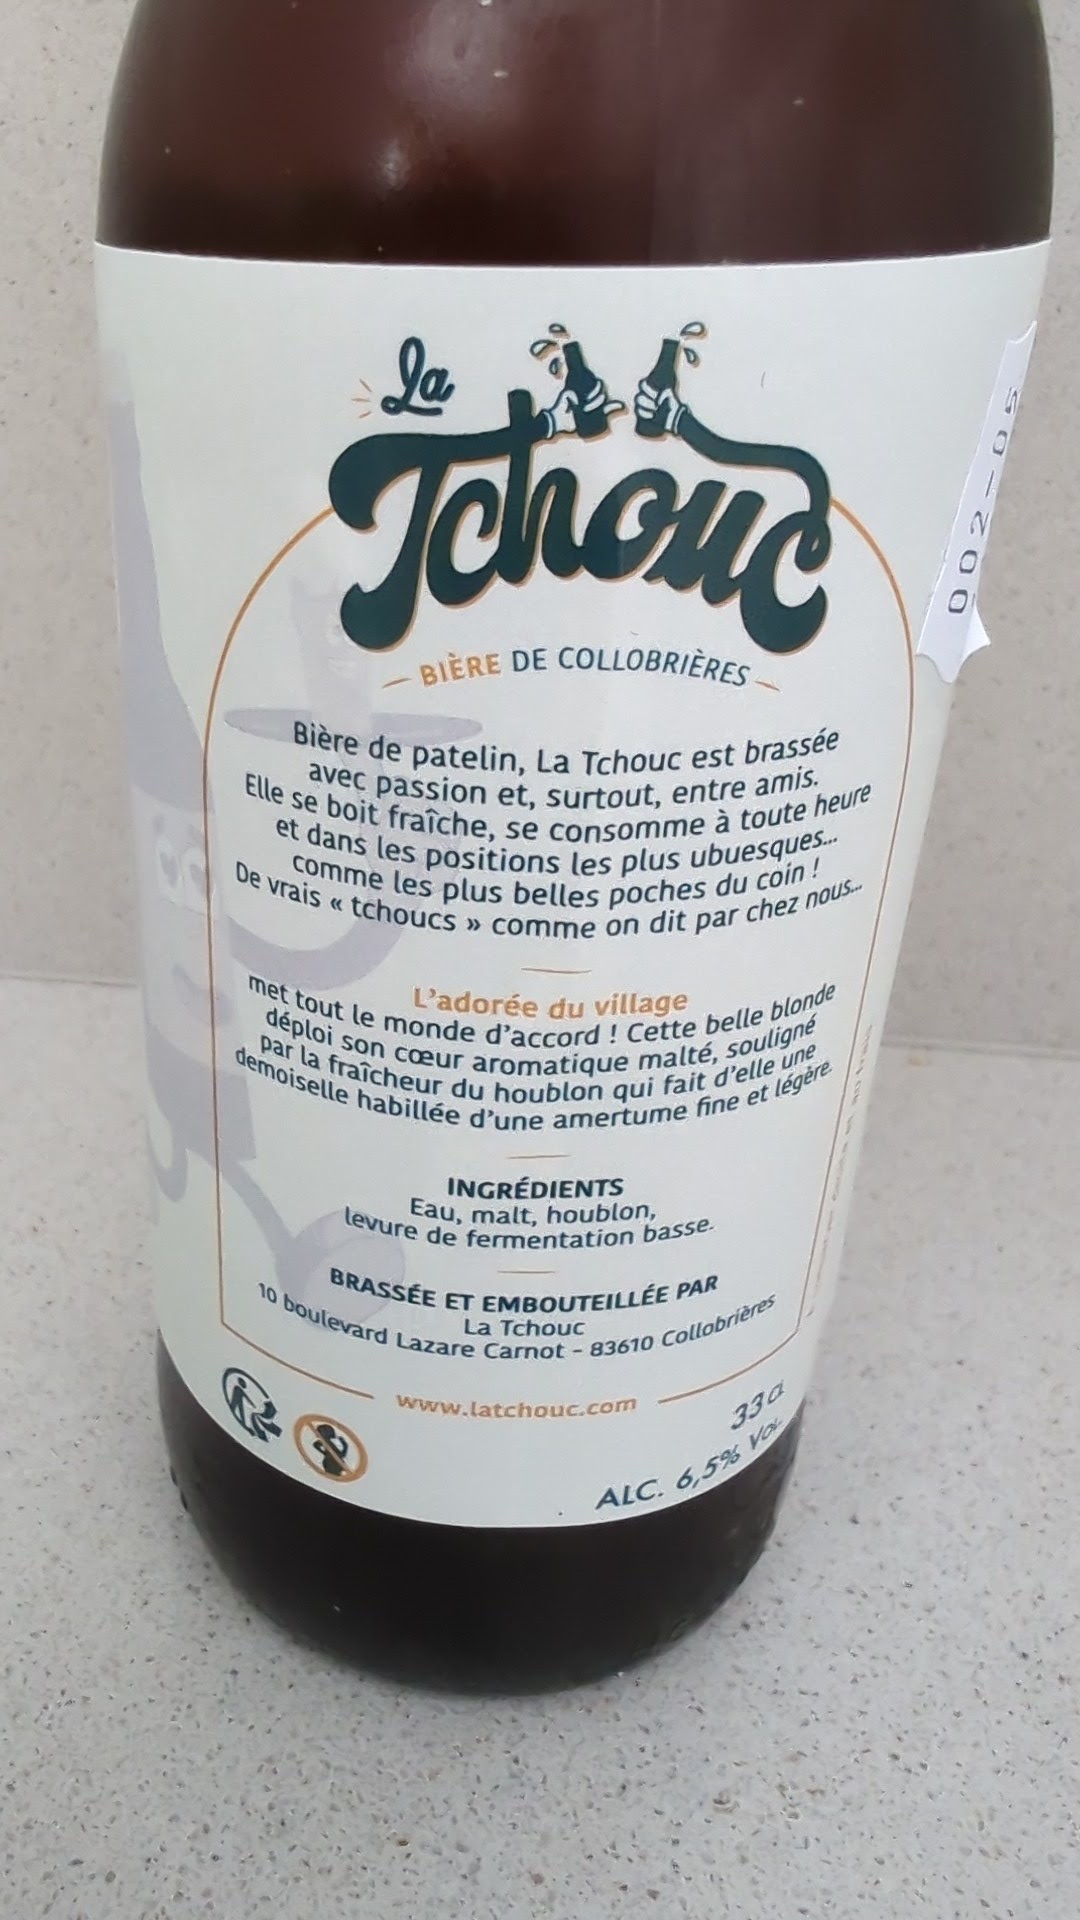 La
Tchouc
BIÈRE DE COLLOBRIÈRES
Bière de patelin, La Tchouc est brassée
avec passion et, surtout, entre amis.
Elle se boit fraîche, se consomme à toute heure
et dans les positions les plus ubuesques...
comme les plus belles poches du coin !
De vrais « tchoucs » comme on dit par chez nous...
L'adorée du village
met tout le monde d'accord ! Cette belle blonde
déploi son cœur aromatique malté, souligné
par la fraîcheur du houblon qui fait d'elle une
demoiselle habillée d'une amertume fine et légère.
INGRÉDIENTS
Eau, malt, houblon,
levure de fermentation basse.
BRASSÉE ET EMBOUTEILLÉE PAR
La Tchouc
10 boulevard Lazare Carnot - 83610 Collobrières
www.latchouc.com
33 cl
ALC. 6,5% Vol.
002-05